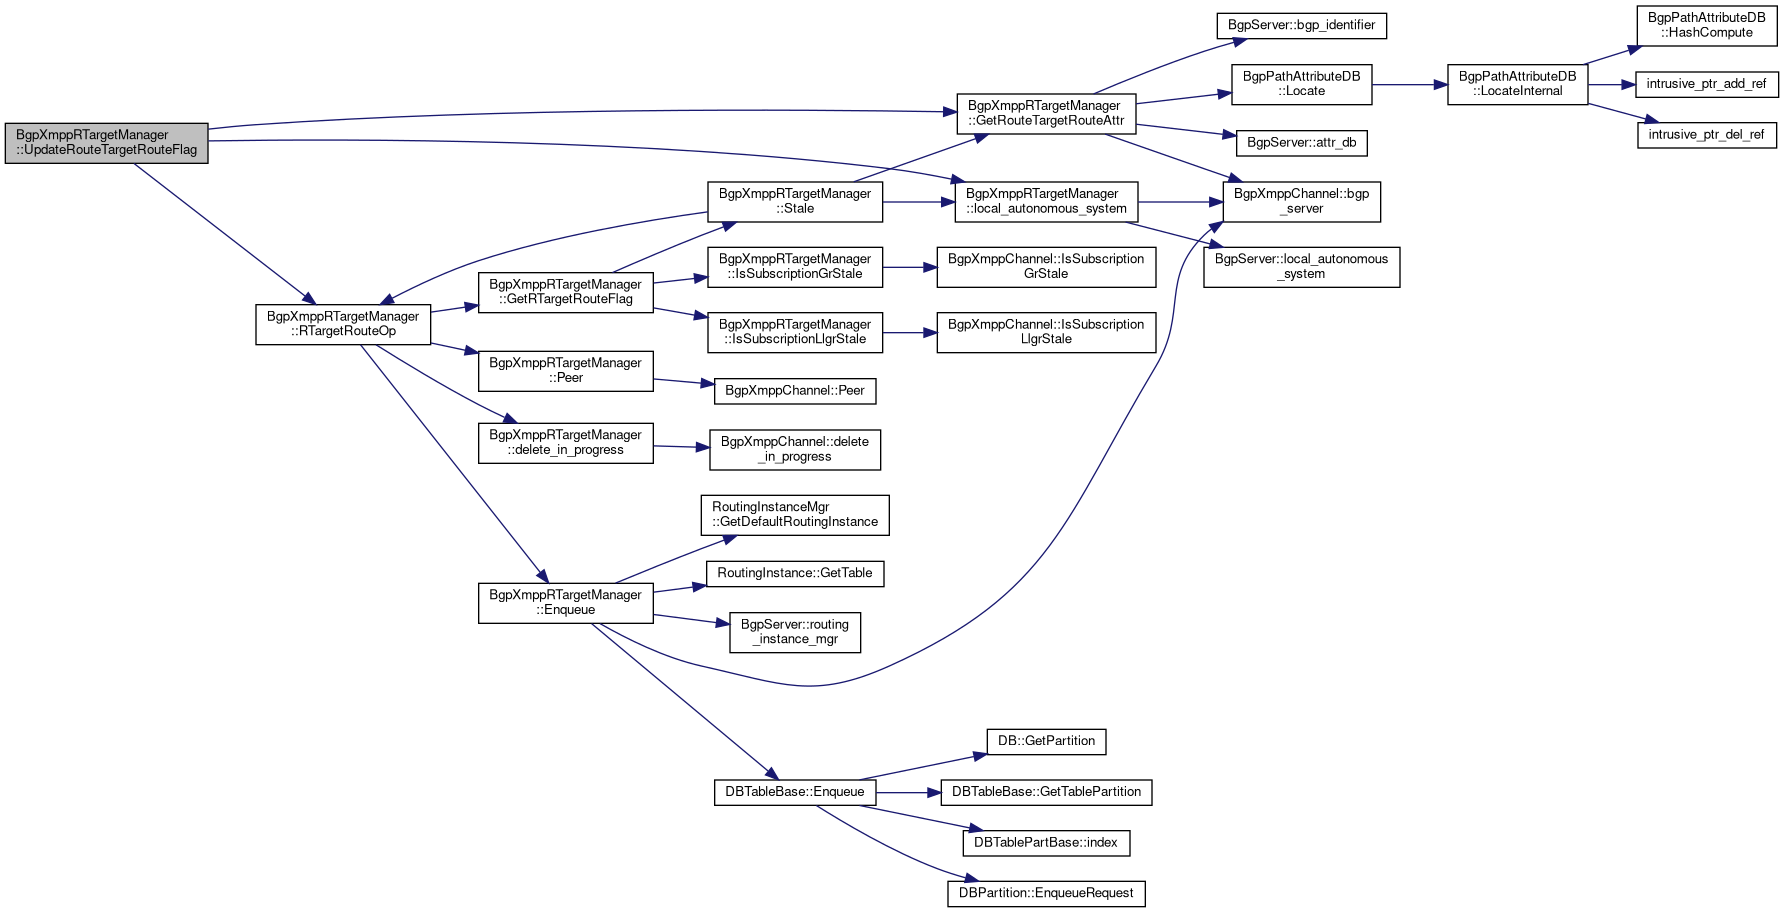 BgpXmppRTargetManager
::UpdateRouteTargetRouteFlag
BgpXmppRTargetManager
::RTargetRouteOp
BgpXmppRTargetManager
::GetRTargetRouteFlag
BgpXmppRTargetManager
::Peer
BgpXmppRTargetManager
::delete_in_progress
BgpXmppRTargetManager
::Enqueue
BgpXmppRTargetManager
::Stale
BgpXmppRTargetManager
::IsSubscriptionGrStale
BgpXmppRTargetManager
::IsSubscriptionLlgrStale
BgpXmppChannel::Peer
BgpXmppChannel::delete
_in_progress
RoutingInstanceMgr
::GetDefaultRoutingInstance
RoutingInstance::GetTable
BgpServer::routing
_instance_mgr
DBTableBase::Enqueue
BgpXmppRTargetManager
::GetRouteTargetRouteAttr
BgpXmppRTargetManager
::local_autonomous_system
BgpXmppChannel::IsSubscription
GrStale
BgpXmppChannel::IsSubscription
LlgrStale
DB::GetPartition
DBTableBase::GetTablePartition
DBTablePartBase::index
DBPartition::EnqueueRequest
BgpServer::bgp_identifier
BgpPathAttributeDB
::Locate
BgpServer::attr_db
BgpXmppChannel::bgp
_server
BgpServer::local_autonomous
_system
BgpPathAttributeDB
::LocateInternal
BgpPathAttributeDB
::HashCompute
intrusive_ptr_add_ref
intrusive_ptr_del_ref